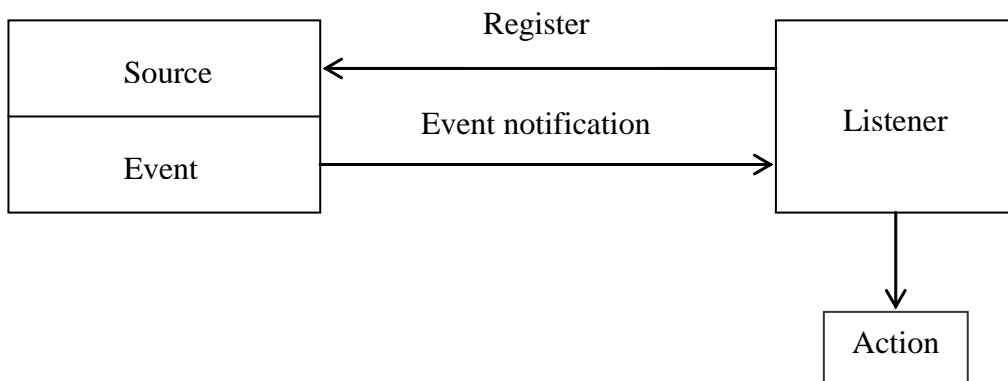 Register
Source
Event notification
Listener
Event
Action